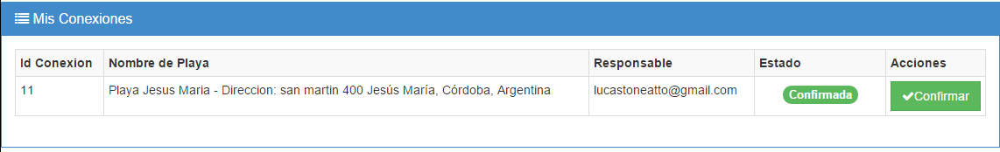 Mis Conexiones
Id Conexion Nombre de Playa Responsable Estado Acciones
11 Playa Jesus Maria - Direccion: san martin 400 Jesús María, Córdoba, Argentina lucastoneatto@gmail.com Confirmada Confirmar